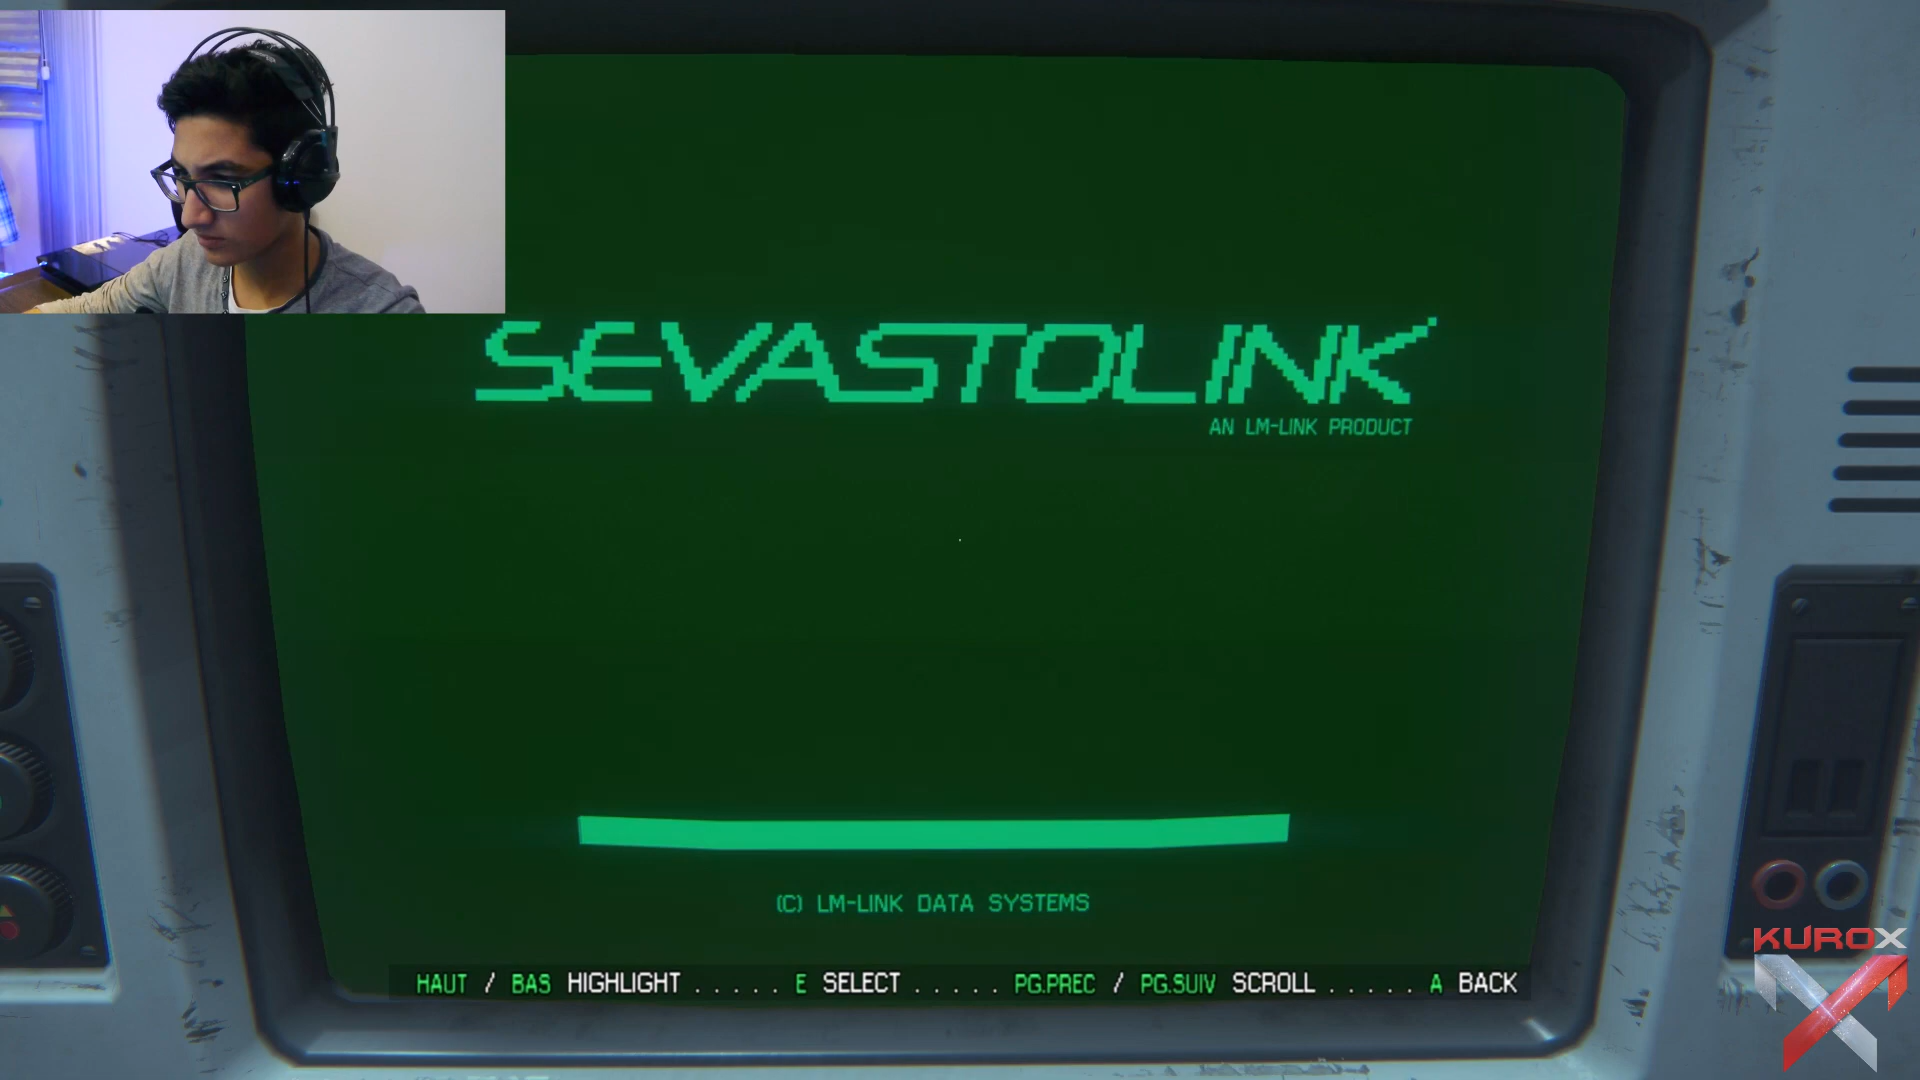 SEVASTOLINK
AN LM-LINK PRODUCT
(C) LM-LINK DATA SYSTEMS
HAUT / BAS HIGHLIGHT ..... E SELECT ..... PG.PREC / PG.SUIV SCROLL ..... A BACK
KUROX